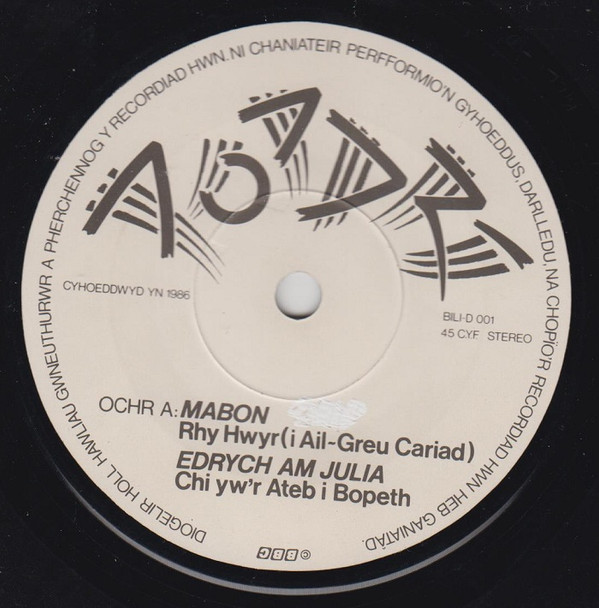 DIOGELIR HOLL HAWLIAU GWNEUTHURWR A PHERCHENNOG Y RECORDIAD HWN. NI CHANIATEIR PERFFORMIO'N GYHOEDDUS, DARLLEDU, NA CHOPÏO'R RECORDIAD HWN HEB GANIATÂD.
CYHOEDDWYD YN 1986
BILI-D 001
45 CYF. STEREO
OCHR A: MABON
Rhy Hwyr (i Ail-Greu Cariad)
EDRYCH AM JULIA
Chi yw'r Ateb i Bopeth
© BBC